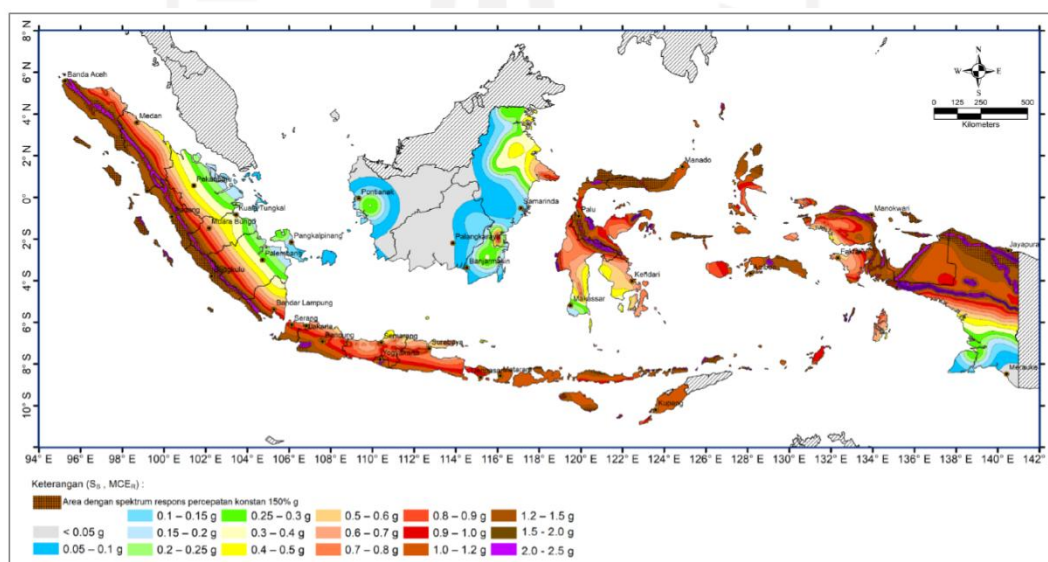 8° N
6° N
4° N
2° N
0°
2° S
4° S
6° S
8° S
10° S
Banda Aceh
Medan
Pekanbaru
Kuala Tungkal
Padang
Muara Bungo
Pangkalpinang
Palembang
Bengkulu
Bandar Lampung
Serang
Jakarta
Bandung
Semarang
Yogyakarta
Surabaya
Denpasar
Mataram
Kupang
Pontianak
Palangkaraya
Banjarmasin
Samarinda
Manado
Palu
Kendari
Makassar
Ambon
Manokwari
Fakfak
Jayapura
Merauke
N
W E
S
0 125 250 500
Kilometers
94° E 96° E 98° E 100° E 102° E 104° E 106° E 108° E 110° E 112° E 114° E 116° E 118° E 120° E 122° E 124° E 126° E 128° E 130° E 132° E 134° E 136° E 138° E 140° E 142° E
Keterangan (S_S , MCE_R) :
Area dengan spektrum respons percepatan konstan 150% g
< 0.05 g
0.05 – 0.1 g
0.1 – 0.15 g
0.15 – 0.2 g
0.2 – 0.25 g
0.25 – 0.3 g
0.3 – 0.4 g
0.4 – 0.5 g
0.5 – 0.6 g
0.6 – 0.7 g
0.7 – 0.8 g
0.8 – 0.9 g
0.9 – 1.0 g
1.0 – 1.2 g
1.2 - 1.5 g
1.5 - 2.0 g
2.0 - 2.5 g